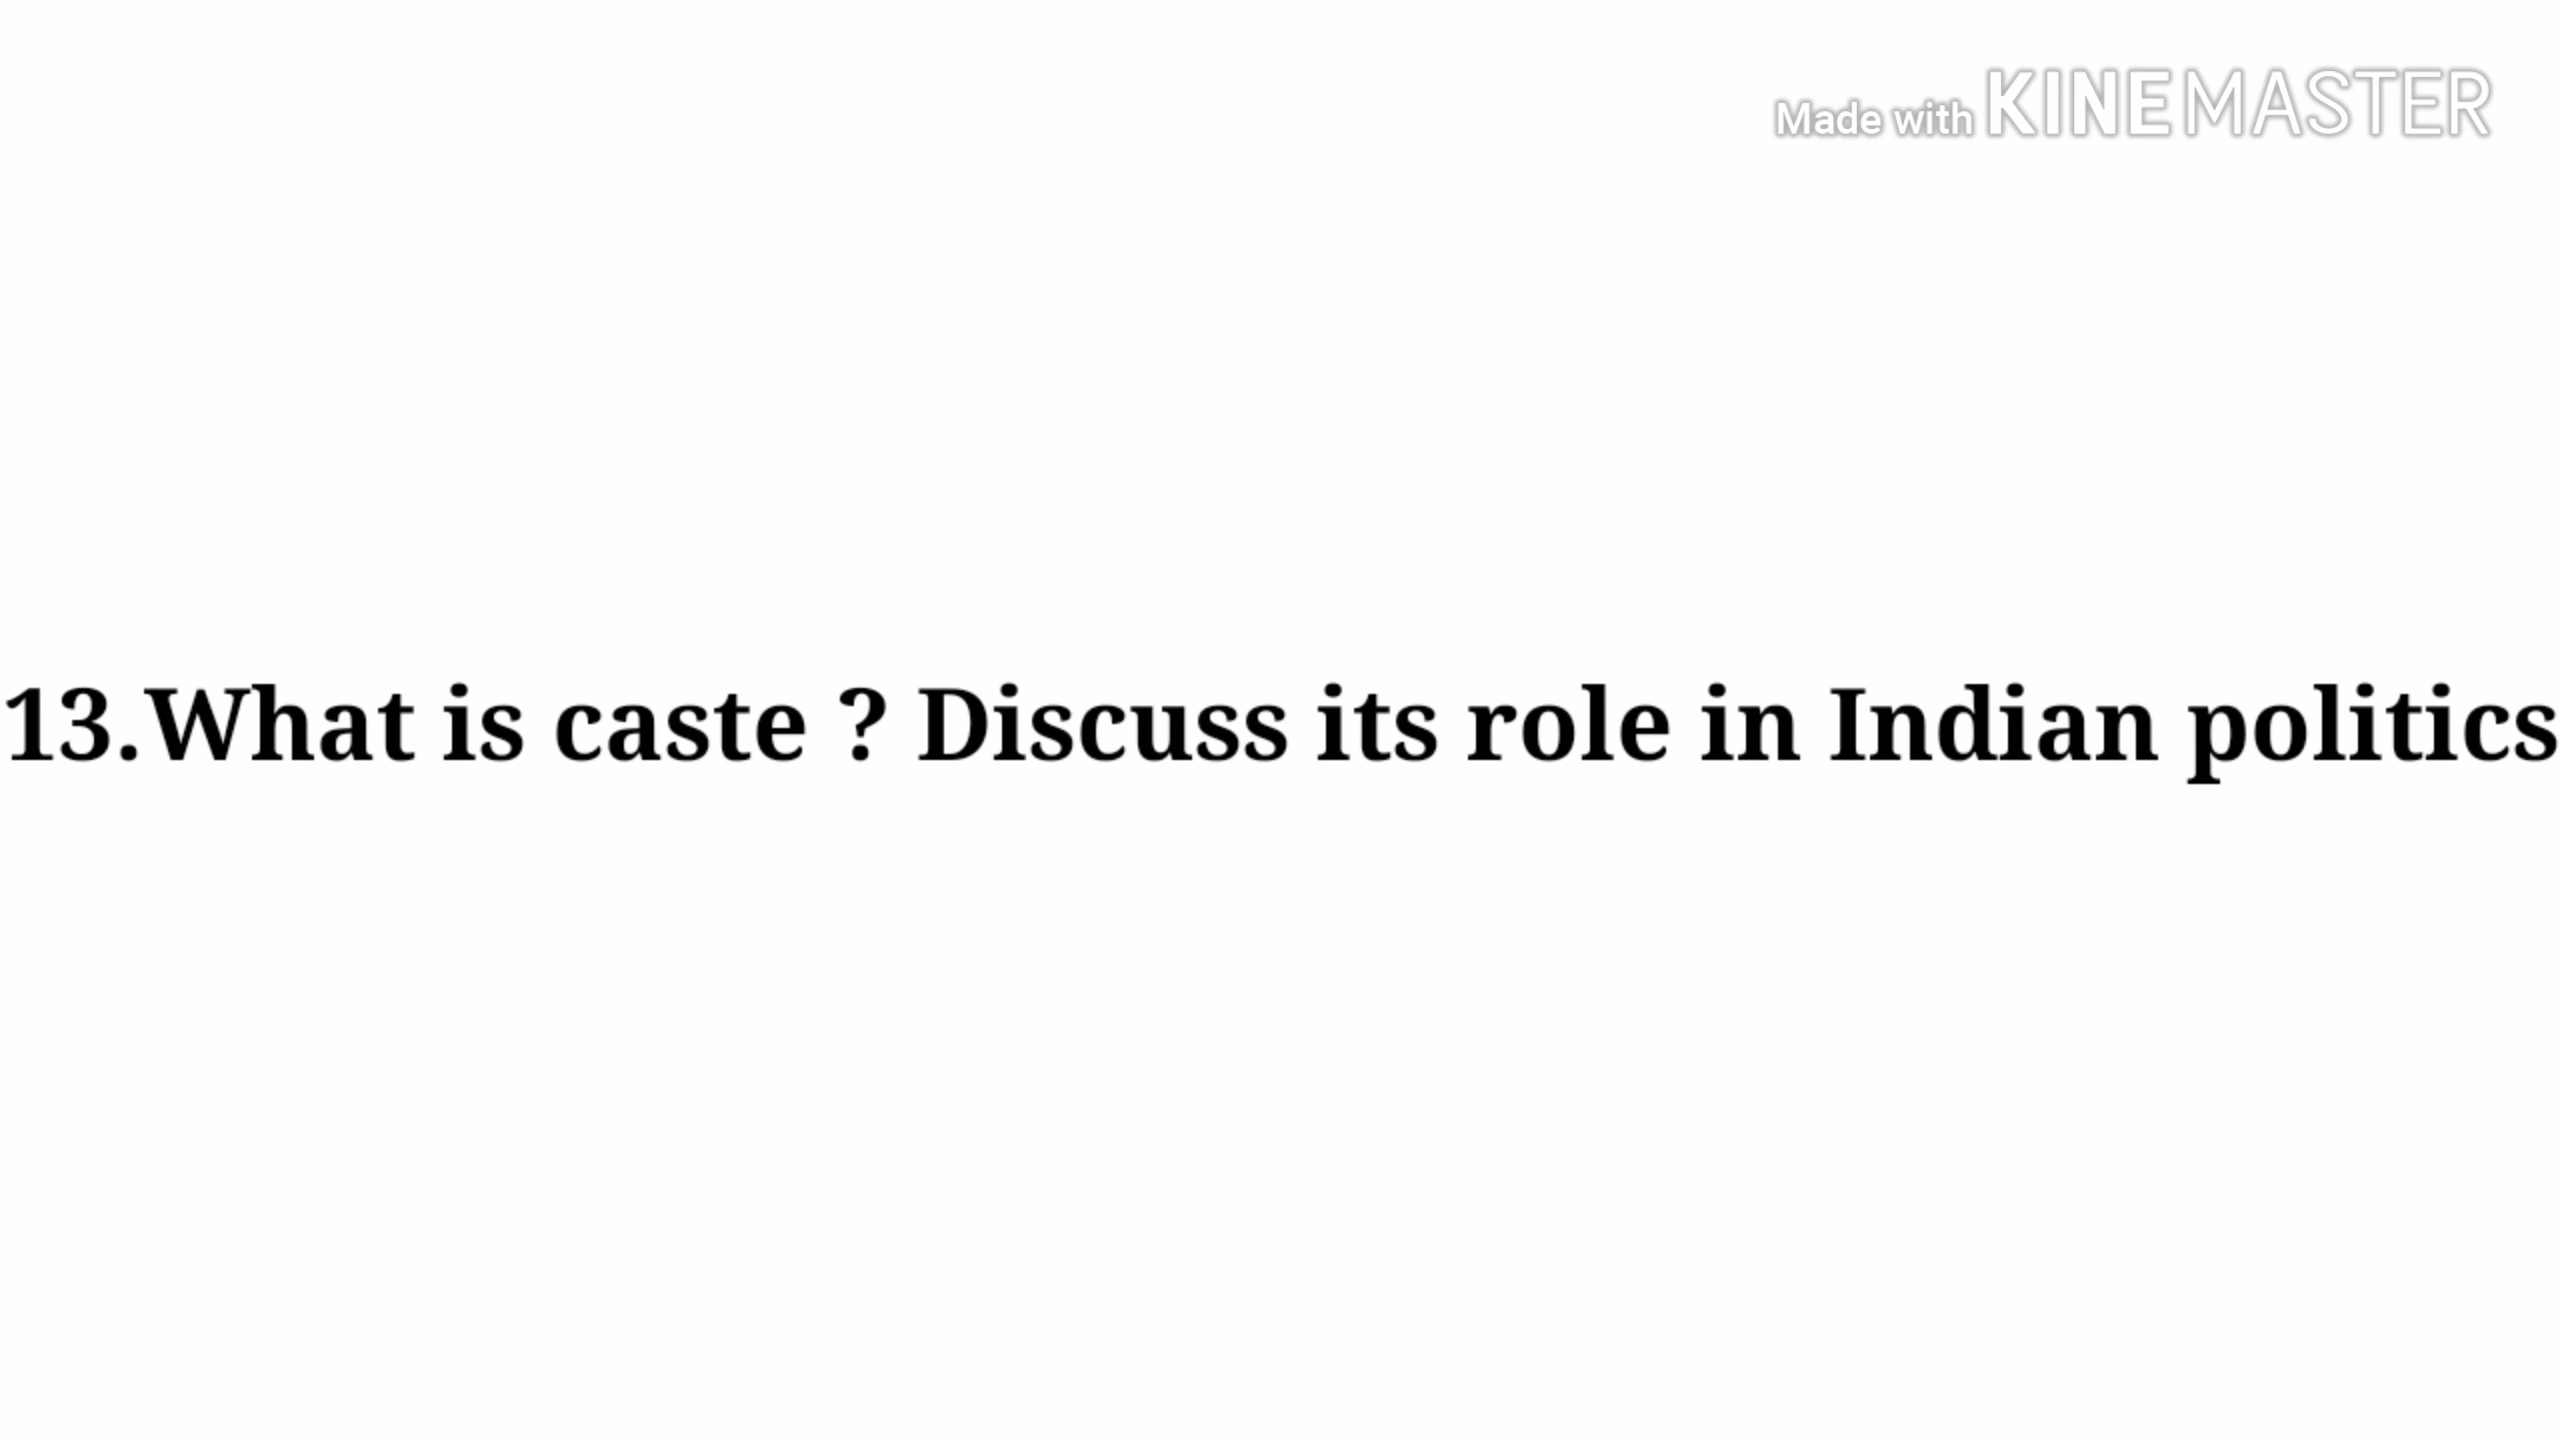 Made with KINEMASTER
13.What is caste ? Discuss its role in Indian politics